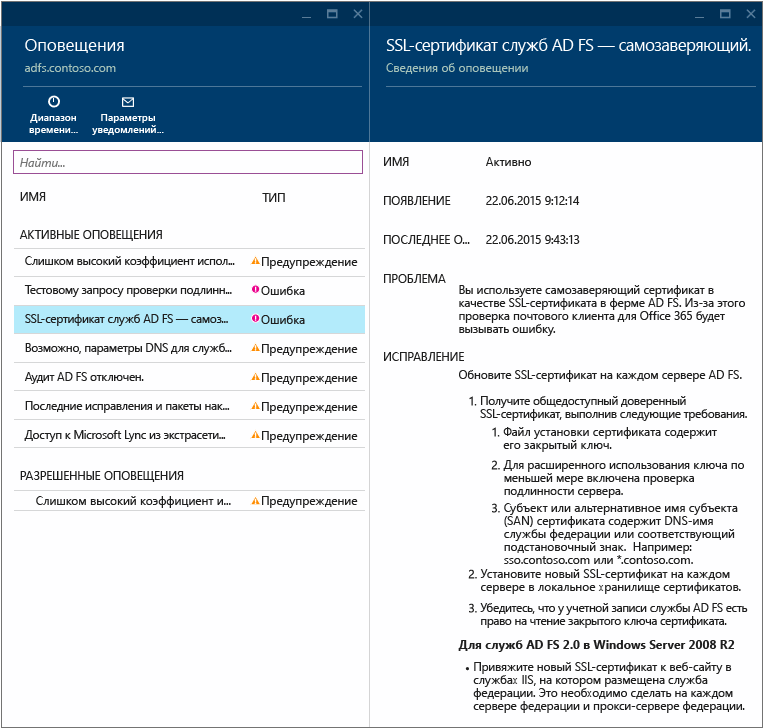 Оповещения
adfs.contoso.com
Диапазон времени...
Параметры уведомлений...
Найти...
ИМЯ ТИП
АКТИВНЫЕ ОПОВЕЩЕНИЯ
Слишком высокий коэффициент испол... Предупреждение
Тестовому запросу проверки подлинн... Ошибка
SSL-сертификат служб AD FS — самоз... Ошибка
Возможно, параметры DNS для служб... Предупреждение
Аудит AD FS отключен. Предупреждение
Последние исправления и пакеты нак... Предупреждение
Доступ к Microsoft Lync из экстрасети... Предупреждение
РАЗРЕШЕННЫЕ ОПОВЕЩЕНИЯ
Слишком высокий коэффициент и... Предупреждение
SSL-сертификат служб AD FS — самозаверяющий.
Сведения об оповещении
ИМЯ Активно
ПОЯВЛЕНИЕ 22.06.2015 9:12:14
ПОСЛЕДНЕЕ О... 22.06.2015 9:43:13
ПРОБЛЕМА
Вы используете самозаверяющий сертификат в
качестве SSL-сертификата в ферме AD FS. Из-за этого
проверка почтового клиента для Office 365 будет
вызывать ошибку.
ИСПРАВЛЕНИЕ
Обновите SSL-сертификат на каждом сервере AD FS.
1. Получите общедоступный доверенный
SSL-сертификат, выполнив следующие требования.
1. Файл установки сертификата содержит
его закрытый ключ.
2. Для расширенного использования ключа по
меньшей мере включена проверка
подлинности сервера.
3. Субъект или альтернативное имя субъекта
(SAN) сертификата содержит DNS-имя
службы федерации или соответствующий
подстановочный знак. Например:
sso.contoso.com или *.contoso.com.
2. Установите новый SSL-сертификат на каждом
сервере в локальное хранилище сертификатов.
3. Убедитесь, что у учетной записи службы AD FS есть
право на чтение закрытого ключа сертификата.
Для служб AD FS 2.0 в Windows Server 2008 R2
• Привяжите новый SSL-сертификат к веб-сайту в
службах IIS, на котором размещена служба
федерации. Это необходимо сделать на каждом
сервере федерации и прокси-сервере федерации.